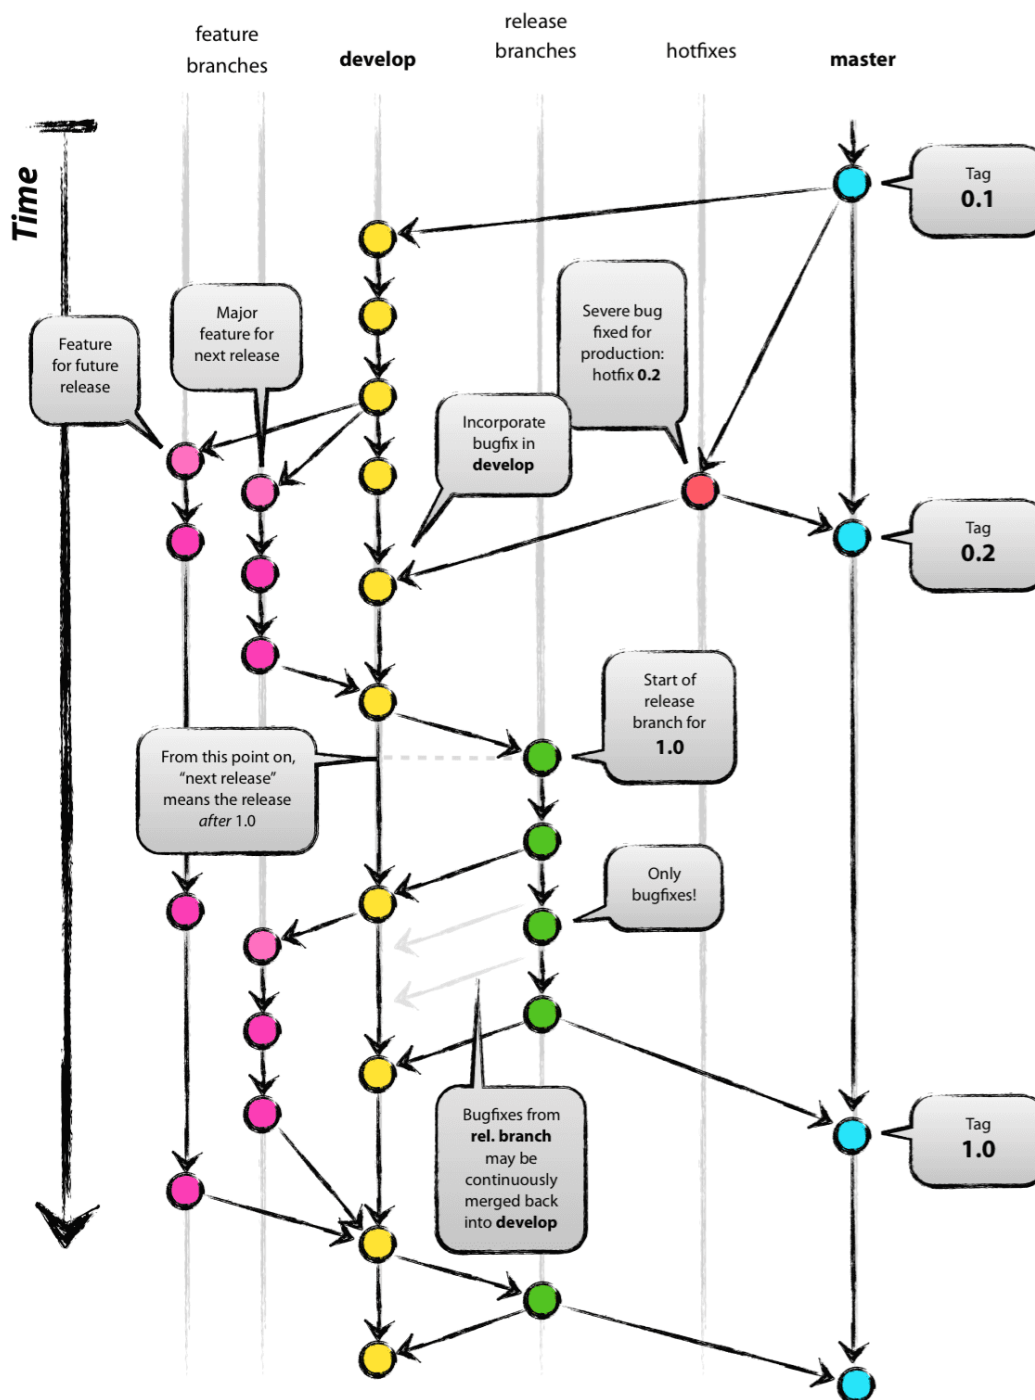 feature
branches
develop
release
branches
hotfixes
master
Time
Tag
0.1
Major
feature for
next release
Severe bug
fixed for
production:
hotfix 0.2
Feature
for future
release
Incorporate
bugfix in
develop
Tag
0.2
Start of
release
branch for
1.0
From this point on,
“next release”
means the release
after 1.0
Only
bugfixes!
Bugfixes from
rel. branch
may be
continuously
merged back
into develop
Tag
1.0